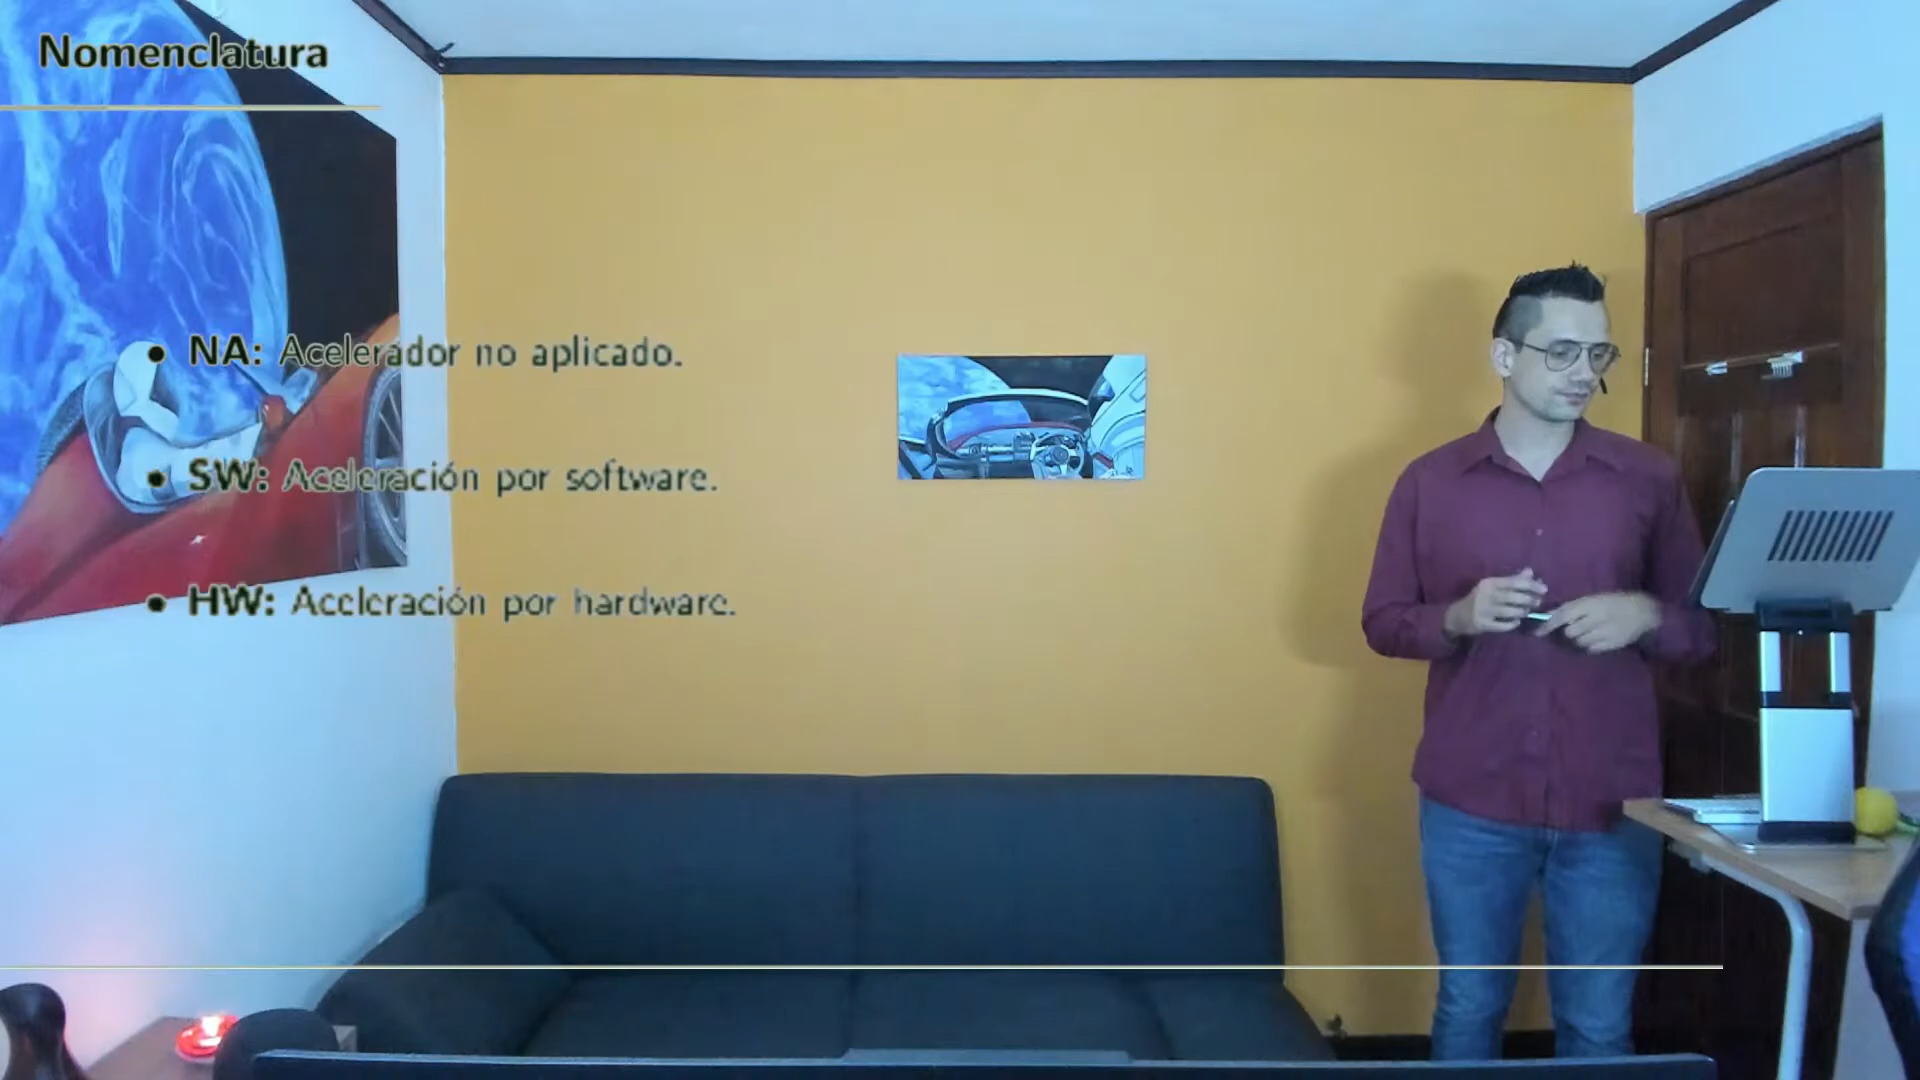 Nomenclatura
• NA: Acelerador no aplicado.
• SW: Aceleración por software.
• HW: Aceleración por hardware.